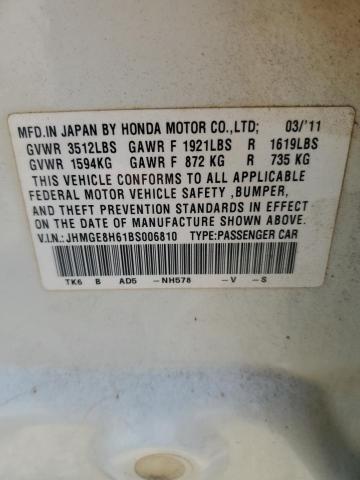 MFD.IN JAPAN BY HONDA MOTOR CO.,LTD; 03/'11
GVWR 3512LBS GAWR F 1921LBS R 1619LBS
GVWR 1594KG GAWR F 872 KG R 735 KG
THIS VEHICLE CONFORMS TO ALL APPLICABLE
FEDERAL MOTOR VEHICLE SAFETY ,BUMPER,
AND THEFT PREVENTION STANDARDS IN EFFECT
ON THE DATE OF MANUFACTURE SHOWN ABOVE.
V.I.N.:JHMGE8H61BS006810 TYPE:PASSENGER CAR
TK6 B AD5 -NH578 -V -S